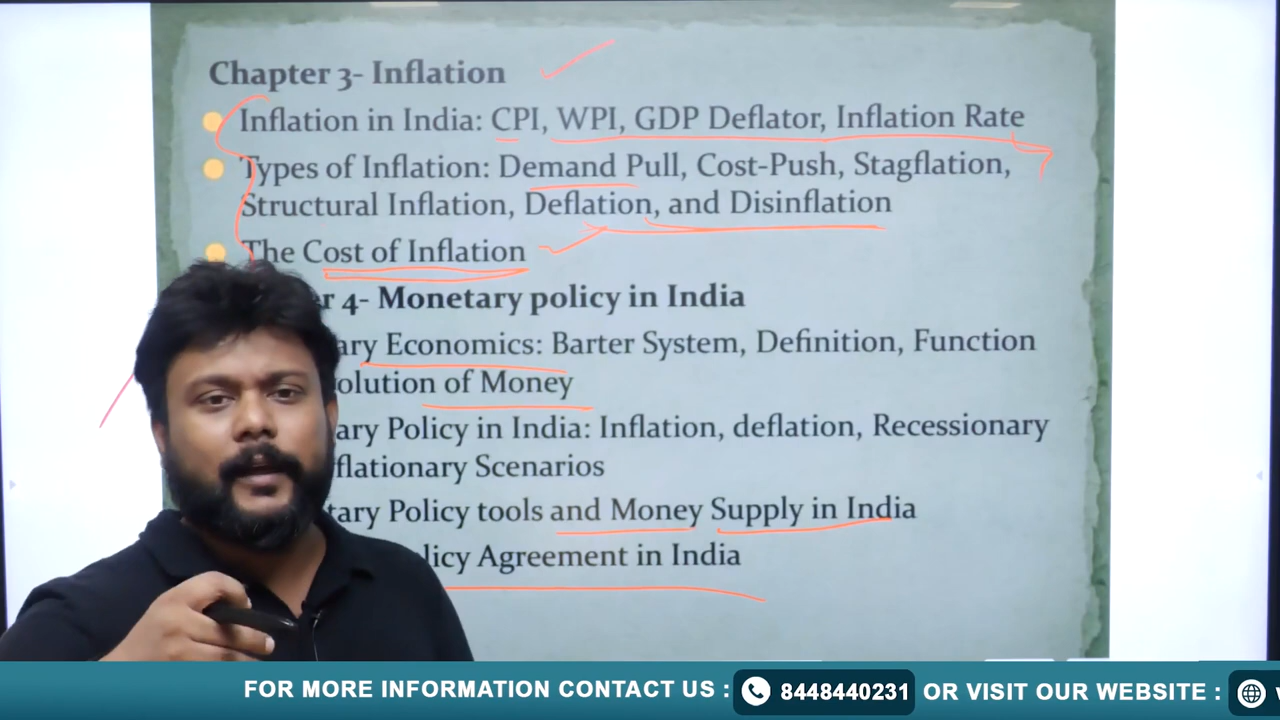 Chapter 3- Inflation
Inflation in India: CPI, WPI, GDP Deflator, Inflation Rate
Types of Inflation: Demand Pull, Cost-Push, Stagflation,
Structural Inflation, Deflation, and Disinflation
The Cost of Inflation
4- Monetary policy in India
Economics: Barter System, Definition, Function
of Money
Policy in India: Inflation, deflation, Recessionary
Scenarios
Policy tools and Money Supply in India
Agreement in India
FOR MORE INFORMATION CONTACT US : 8448440231 OR VISIT OUR WEBSITE :